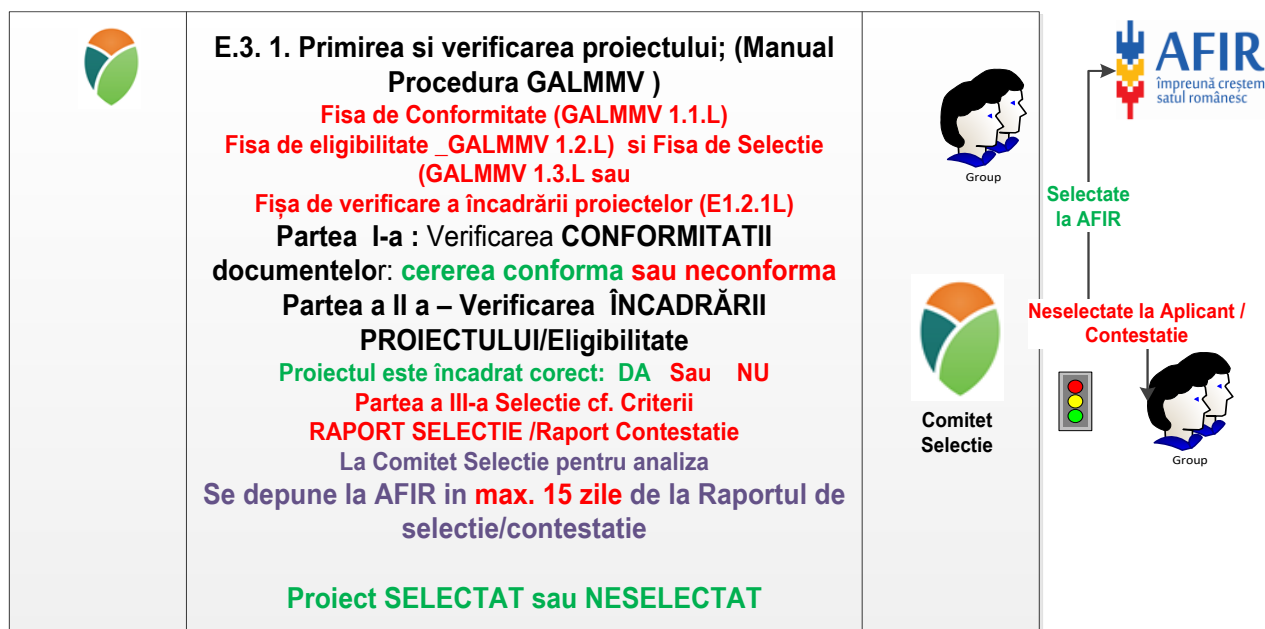 E.3. 1. Primirea si verificarea proiectului; (Manual
Procedura GALMMV )
Fisa de Conformitate (GALMMV 1.1.L)
Fisa de eligibilitate _GALMMV 1.2.L) si Fisa de Selectie
(GALMMV 1.3.L sau
Fișa de verificare a încadrării proiectelor (E1.2.1L)
Partea I-a : Verificarea CONFORMITATII
documentelor: cererea conforma sau neconforma
Partea a II a – Verificarea ÎNCADRĂRII
PROIECTULUI/Eligibilitate
Proiectul este încadrat corect: DA Sau NU
Partea a III-a Selectie cf. Criterii
RAPORT SELECTIE /Raport Contestatie
La Comitet Selectie pentru analiza
Se depune la AFIR in max. 15 zile de la Raportul de
selectie/contestatie
Proiect SELECTAT sau NESELECTAT
Group
Comitet
Selectie
AFIR
împreună creștem
satul românesc
Selectate
la AFIR
Neselectate la Aplicant /
Contestatie
Group